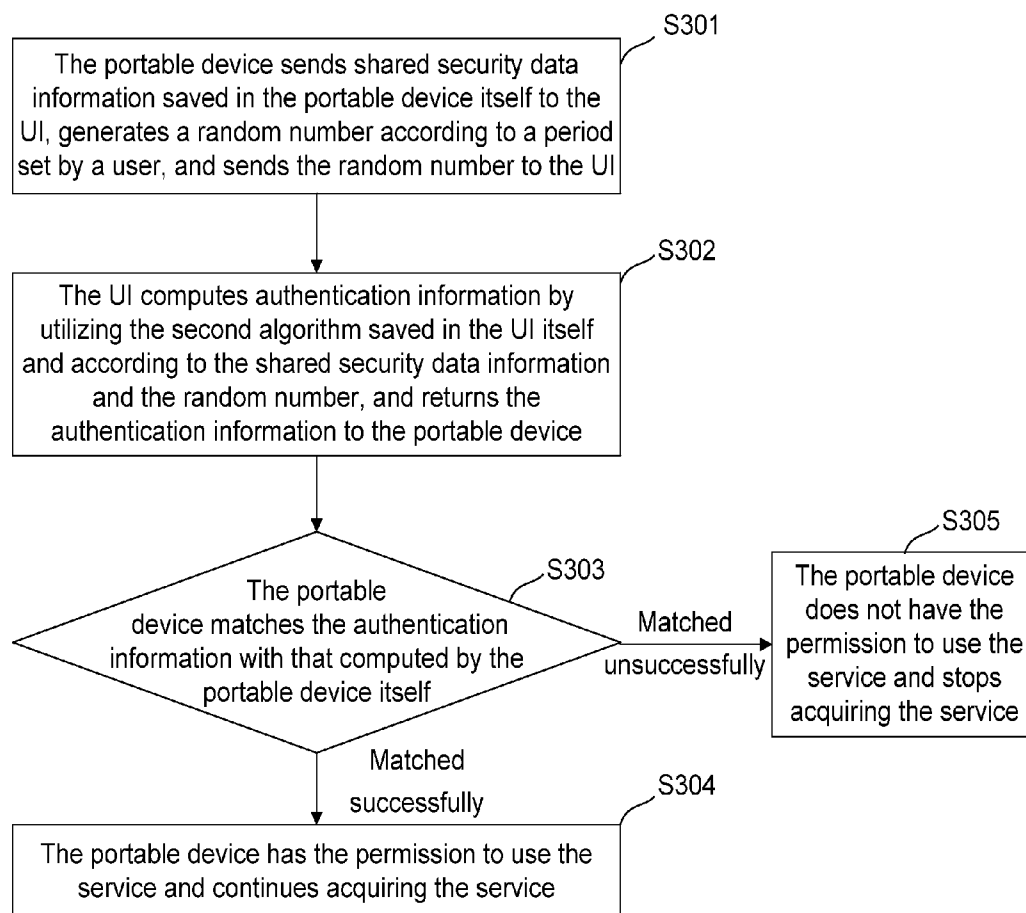 S301
The portable device sends shared security data
information saved in the portable device itself to the
UI, generates a random number according to a period
set by a user, and sends the random number to the UI
S302
The UI computes authentication information by
utilizing the second algorithm saved in the UI itself
and according to the shared security data information
and the random number, and returns the
authentication information to the portable device
S303
The portable
device matches the authentication
information with that computed by the
portable device itself
Matched
unsuccessfully
S305
The portable device
does not have the
permission to use the
service and stops
acquiring the service
Matched
successfully
S304
The portable device has the permission to use the
service and continues acquiring the service